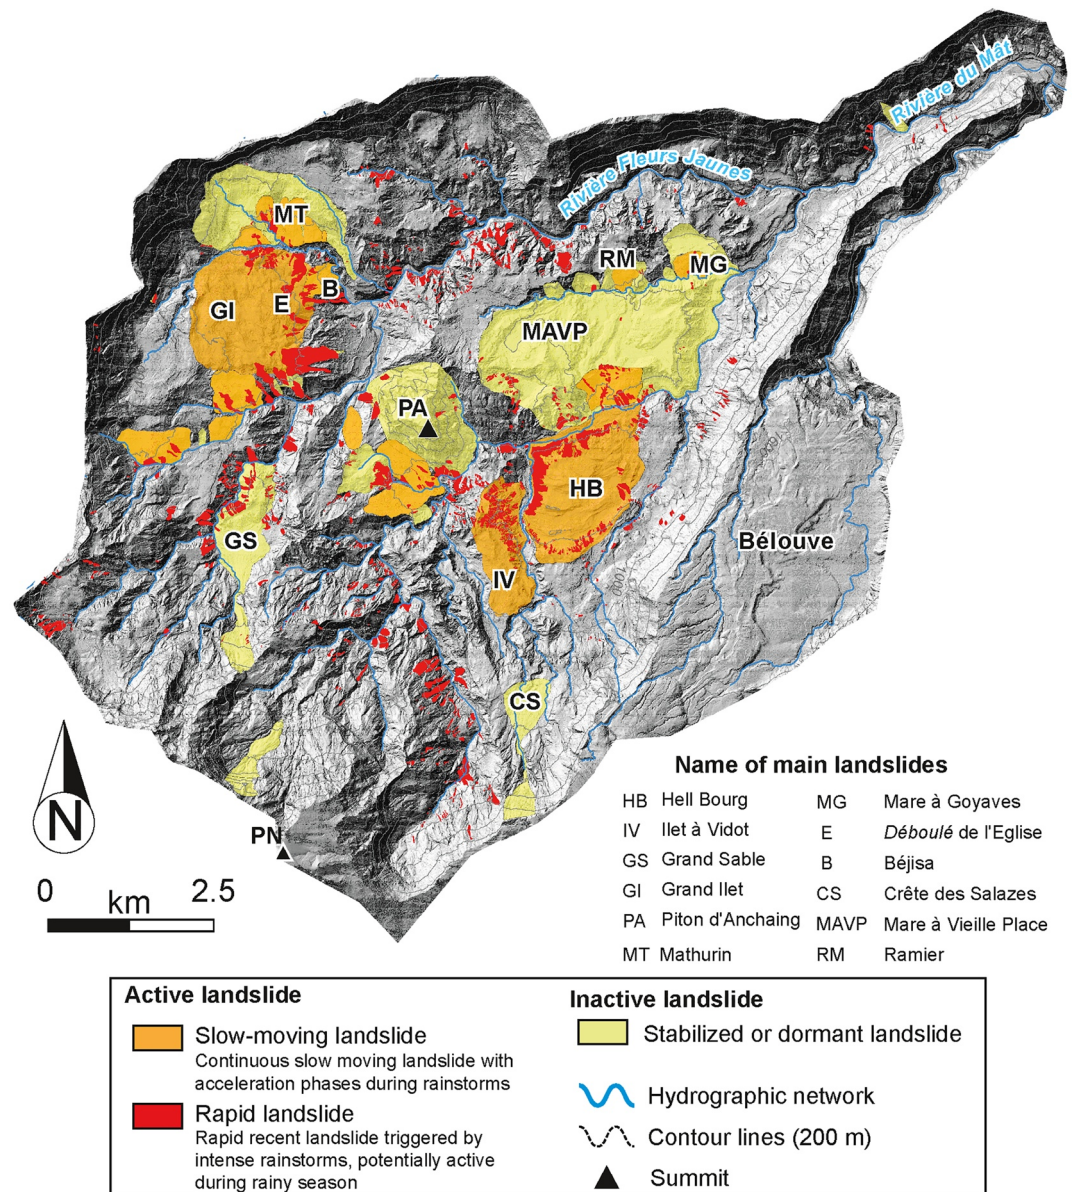 Rivière du Mât
Rivière Fleurs Jaunes
MT
RM
MG
GI
E
B
MAVP
PA
HB
GS
Bélouve
IV
CS
PN
N
0 km 2.5
Name of main landslides
HB Hell Bourg
IV Ilet à Vidot
GS Grand Sable
GI Grand Ilet
PA Piton d'Anchaing
MT Mathurin
MG Mare à Goyaves
E Déboulé de l'Eglise
B Béjisa
CS Crête des Salazes
MAVP Mare à Vieille Place
RM Ramier
Active landslide
Slow-moving landslide
Continuous slow moving landslide with
acceleration phases during rainstorms
Rapid landslide
Rapid recent landslide triggered by
intense rainstorms, potentially active
during rainy season
Inactive landslide
Stabilized or dormant landslide
Hydrographic network
Contour lines (200 m)
Summit